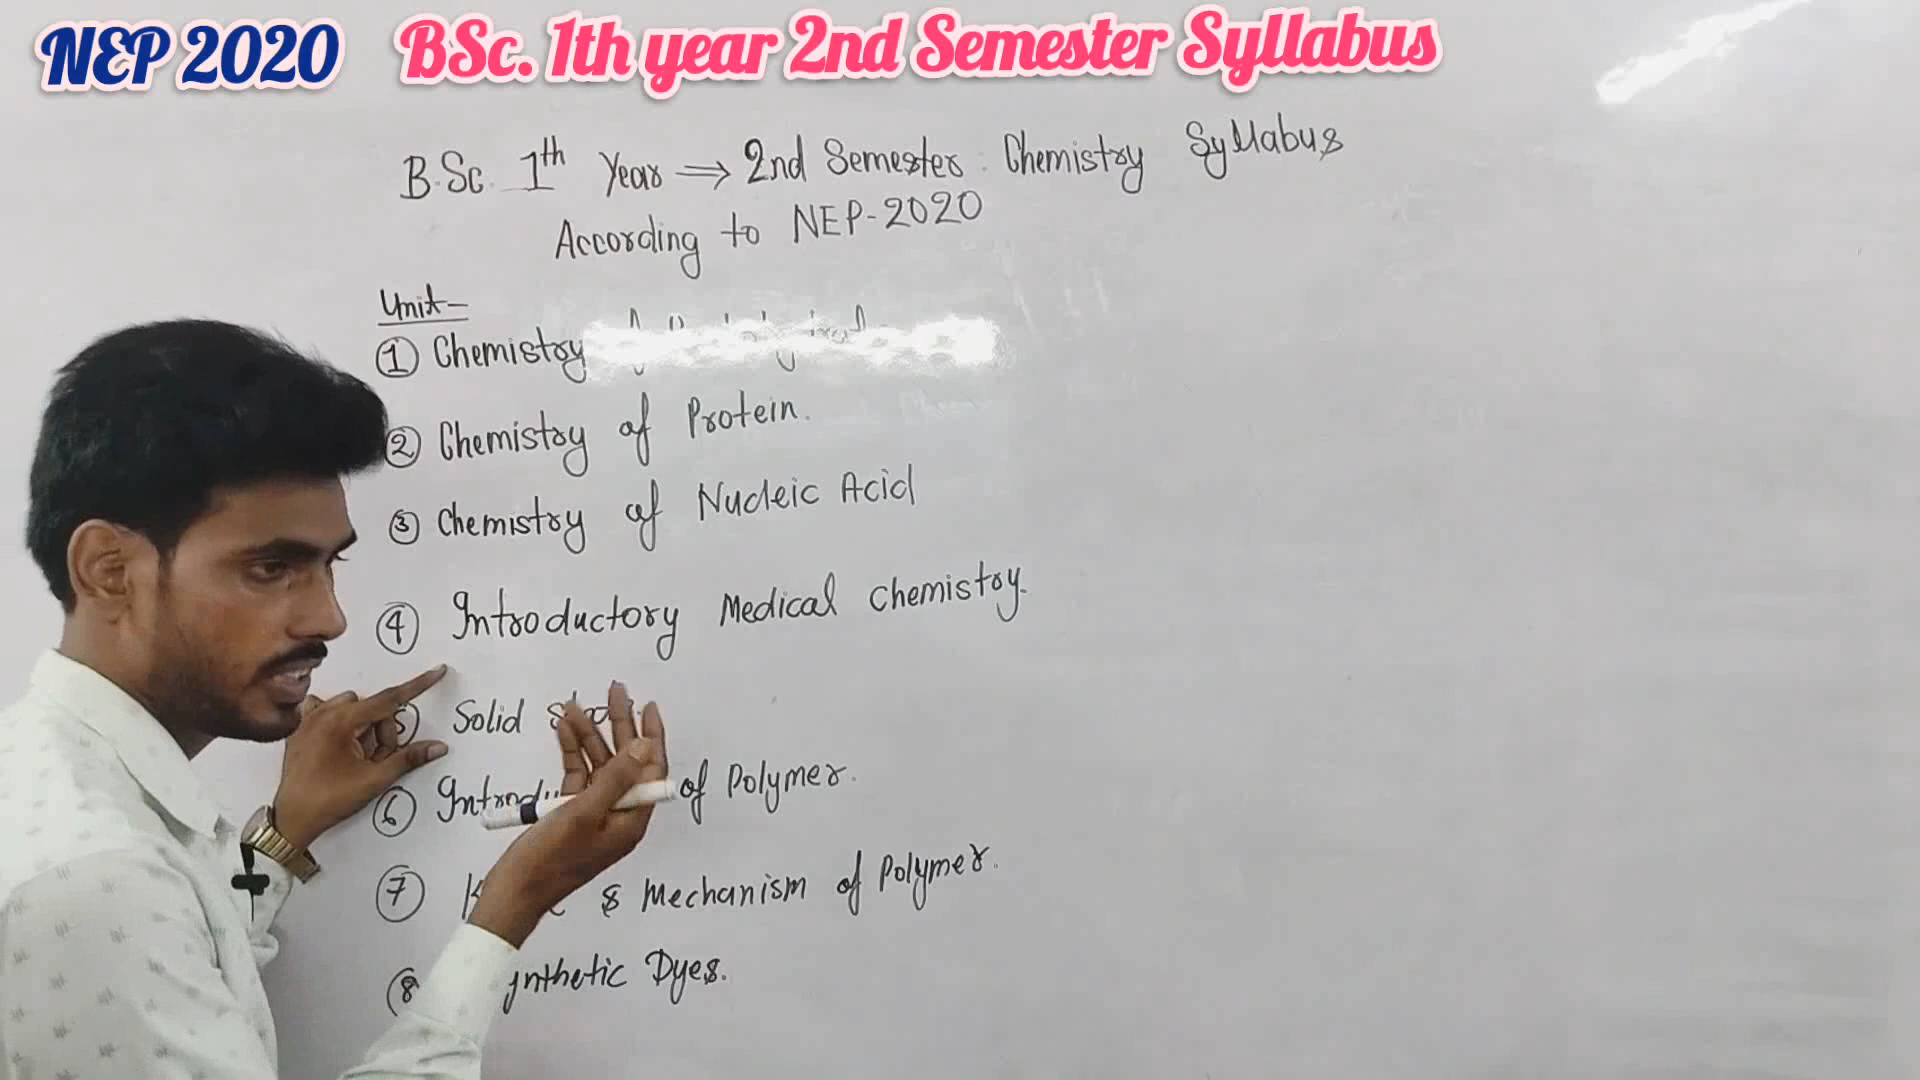 NEP 2020 BSc. 1th year 2nd Semester Syllabus
B.Sc. 1th Year ⇒ 2nd Semester Chemistry Syllabus
According to NEP-2020
Unit-
① Chemistry
② Chemistry of Protein.
③ Chemistry of Nucleic Acid
④ Introductory Medical Chemistry.
⑤ Solid
⑥ of Polymer.
⑦ & Mechanism of Polymer.
⑧ Dyes.